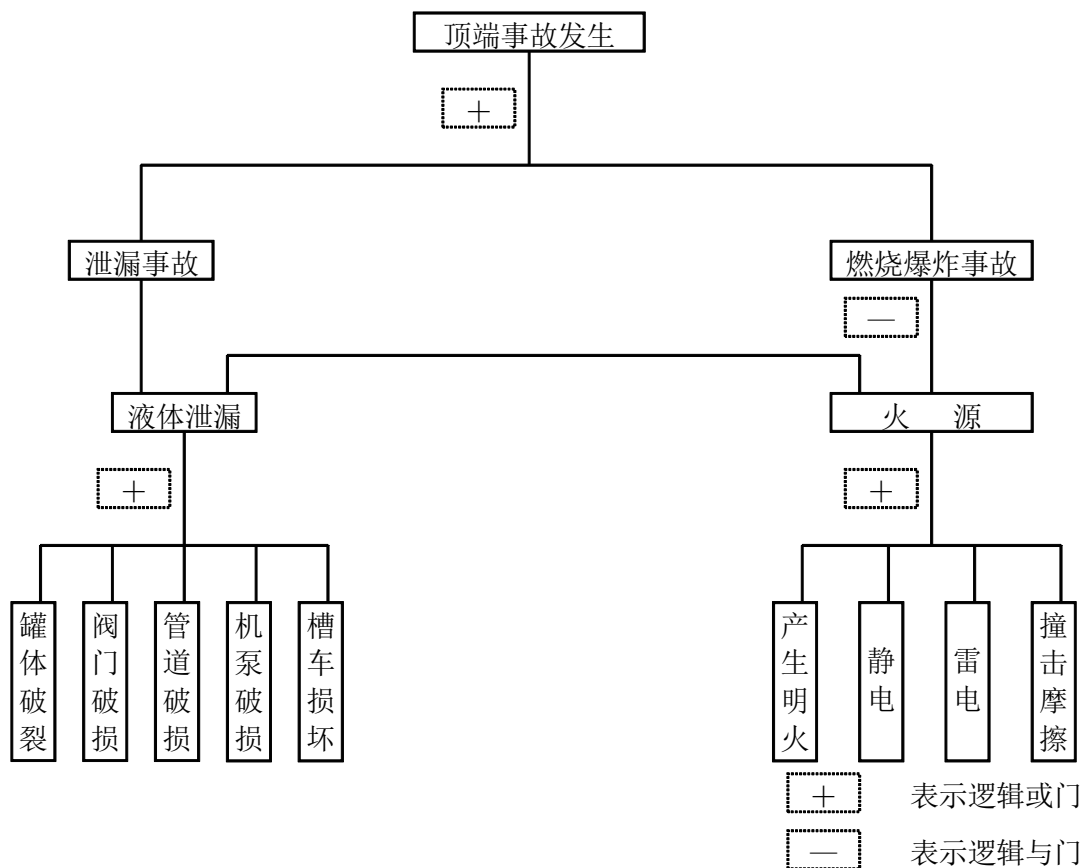 顶端事故发生
+
泄漏事故
燃烧爆炸事故
—
液体泄漏
火 源
+
+
罐体破裂
阀门破损
管道破损
机泵破损
槽车损坏
产生明火
静电
雷电
撞击摩擦
+ 表示逻辑或门
— 表示逻辑与门